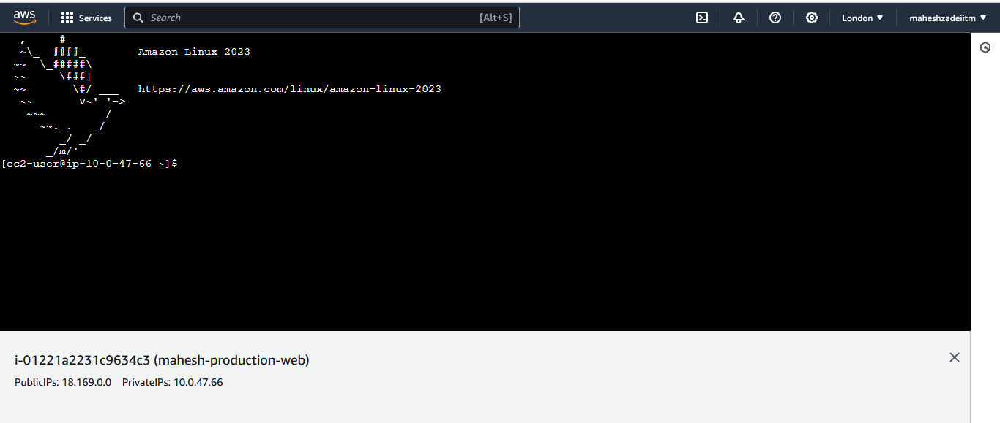 aws Services Search [Alt+S] London maheshzadeiitm
   ,     #_
   ~\_  ####_        Amazon Linux 2023
  ~~  \_#####\
  ~~     \###|
  ~~       \#/ ___   https://aws.amazon.com/linux/amazon-linux-2023
   ~~       V~' '->
    ~~~         /
      ~~._.   _/
         _/ _/
       _/m/'
[ec2-user@ip-10-0-47-66 ~]$
i-01221a2231c9634c3 (mahesh-production-web)
PublicIPs: 18.169.0.0 PrivateIPs: 10.0.47.66